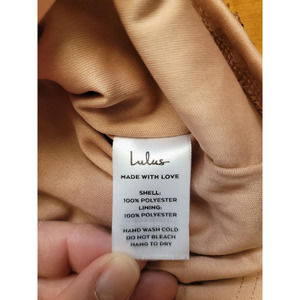 Lulus
MADE WITH LOVE
SHELL:
100% POLYESTER
LINING:
100% POLYESTER
HAND WASH COLD
DO NOT BLEACH
HANG TO DRY